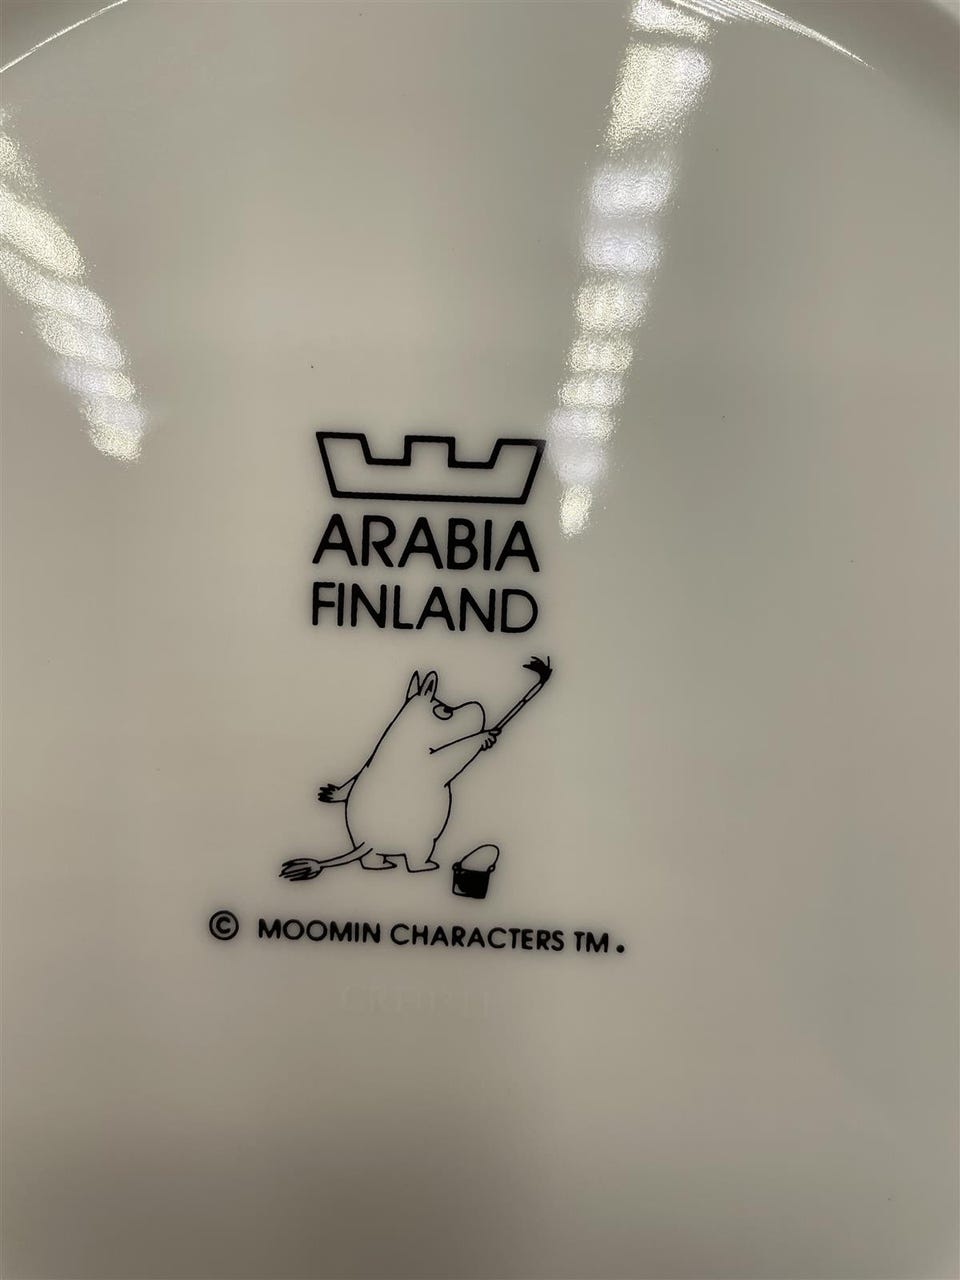 ARABIA
FINLAND
© MOOMIN CHARACTERS TM.